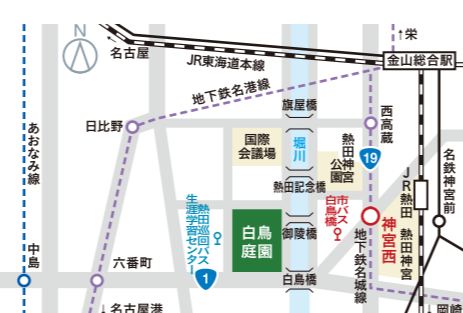 N
↑栄
←名古屋
JR東海道本線
金山総合駅
地下鉄名港線
旗屋橋
日比野
西高蔵
あおなみ線
国際
会議場
堀川
熱田神宮
公園
19
熱田記念橋
JR熱田
名鉄神宮前
生涯学習センター
熱田巡回バス
白鳥
庭園
市バス
白鳥橋
御陵橋
神宮西
熱田神宮
中島
六番町
1
白鳥橋
地下鉄名城線
↓名古屋港
↓岡崎